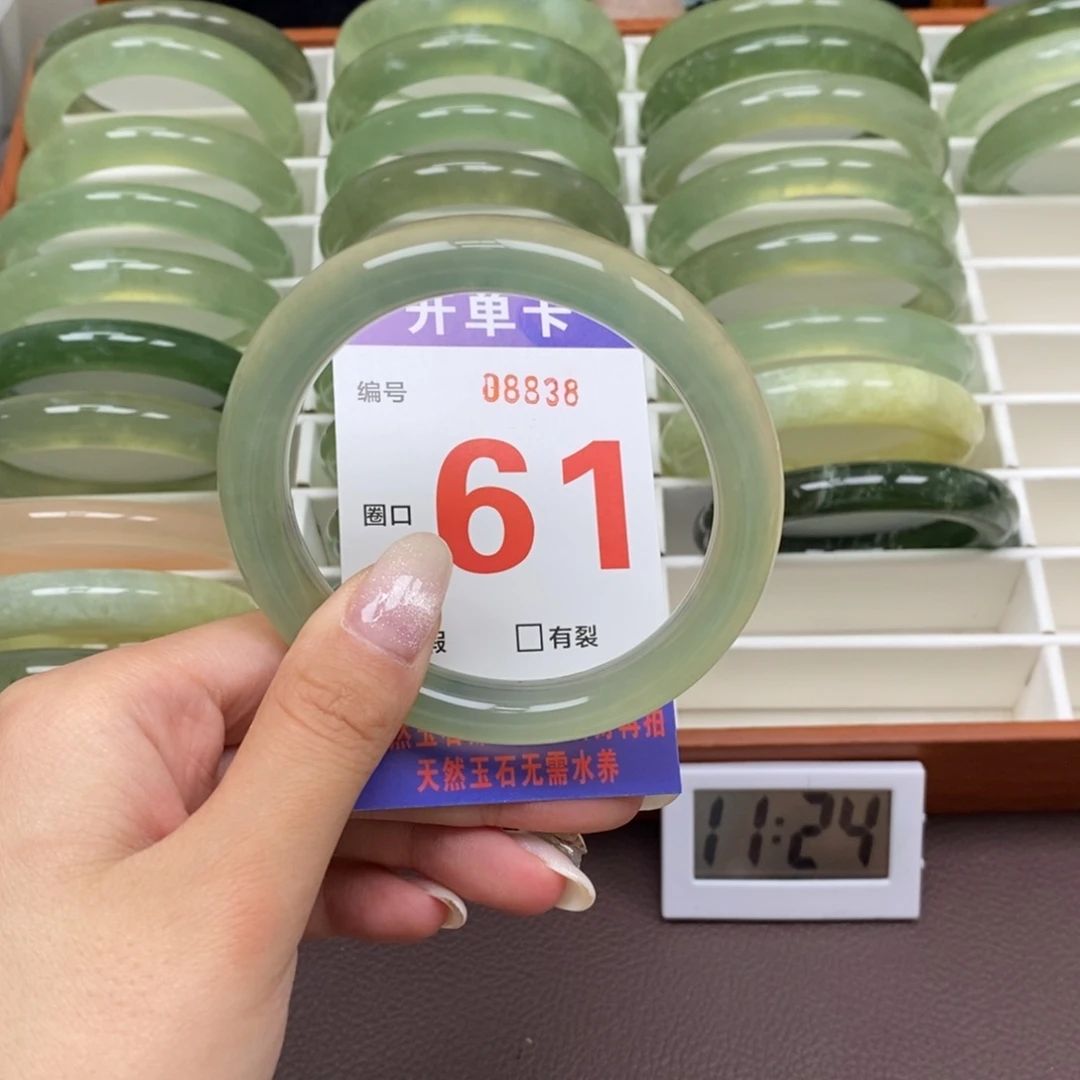 开单卡
编号 08838
圈口 61
□有裂
天然玉石无需水养
11:24